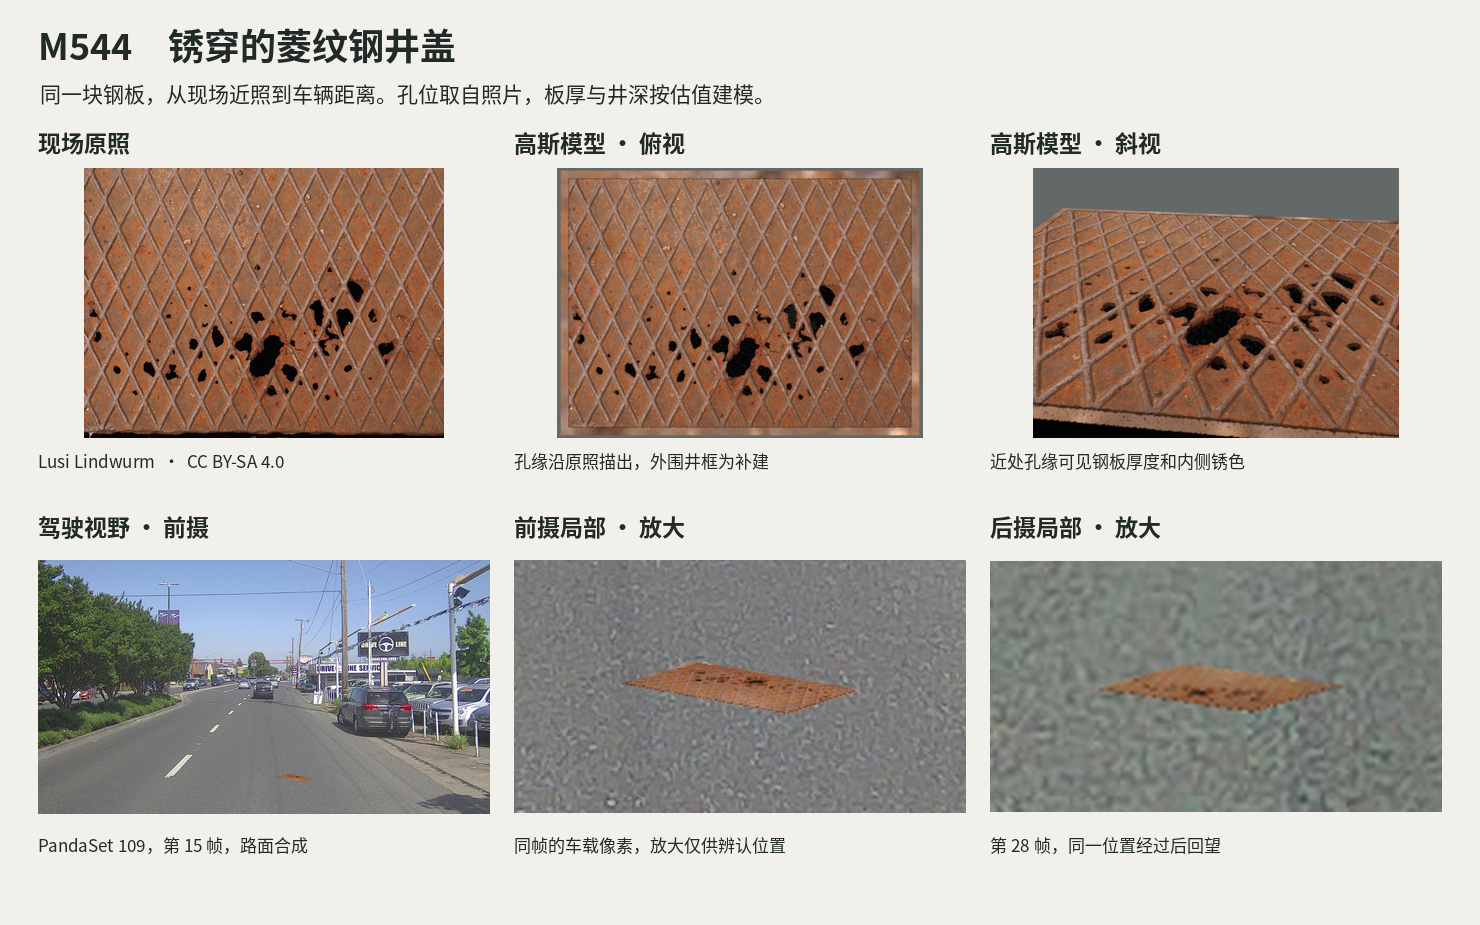 M544 锈穿的菱纹钢井盖
同一块钢板，从现场近照到车辆距离。孔位取自照片，板厚与井深按估值建模。
现场原照
高斯模型 · 俯视
高斯模型 · 斜视
Lusi Lindwurm · CC BY-SA 4.0
孔缘沿原照描出，外围井框为补建
近处孔缘可见钢板厚度和内侧锈色
驾驶视野 · 前摄
前摄局部 · 放大
后摄局部 · 放大
DRIVE LINE
DRIVE LINE SERVICE
PandaSet 109，第 15 帧，路面合成
同帧的车载像素，放大仅供辨认位置
第 28 帧，同一位置经过后回望